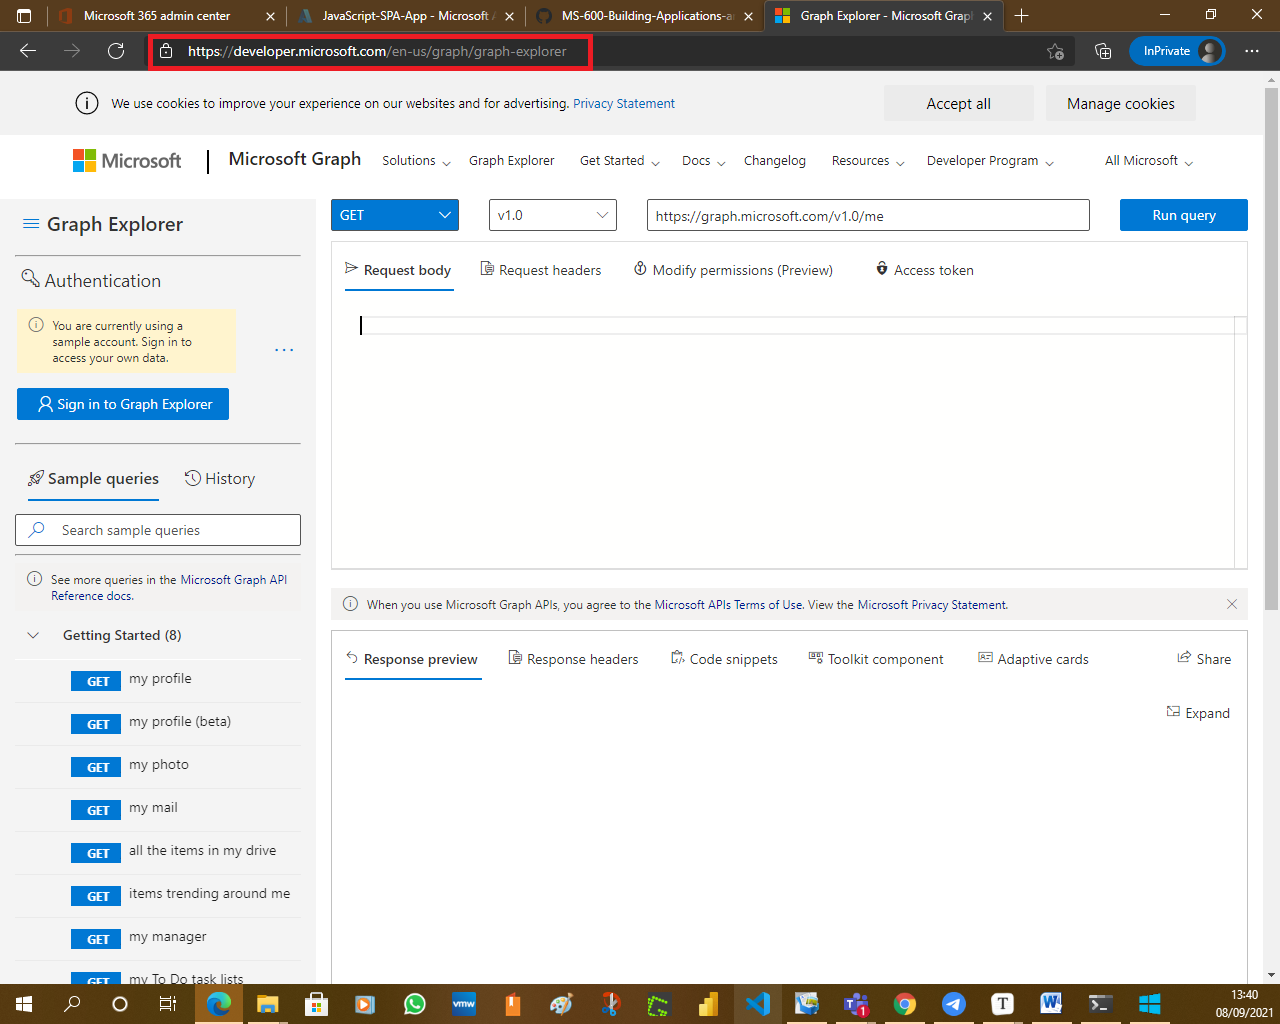 Microsoft 365 admin center
JavaScript-SPA-App - Microsoft A
MS-600-Building-Applications-a
Graph Explorer - Microsoft Graph
https://developer.microsoft.com/en-us/graph/graph-explorer
InPrivate
We use cookies to improve your experience on our websites and for advertising. Privacy Statement
Accept all
Manage cookies
Microsoft
Microsoft Graph
Solutions
Graph Explorer
Get Started
Docs
Changelog
Resources
Developer Program
All Microsoft
Graph Explorer
GET
v1.0
https://graph.microsoft.com/v1.0/me
Run query
Authentication
You are currently using a
sample account. Sign in to
access your own data.
...
Sign in to Graph Explorer
Request body
Request headers
Modify permissions (Preview)
Access token
Sample queries
History
Search sample queries
See more queries in the Microsoft Graph API
Reference docs.
Getting Started (8)
GET my profile
GET my profile (beta)
GET my photo
GET my mail
GET all the items in my drive
GET items trending around me
GET my manager
GET my To Do task lists
When you use Microsoft Graph APIs, you agree to the Microsoft APIs Terms of Use. View the Microsoft Privacy Statement.
Response preview
Response headers
Code snippets
Toolkit component
Adaptive cards
Share
Expand
vmw
1
T
W
13:40
08/09/2021